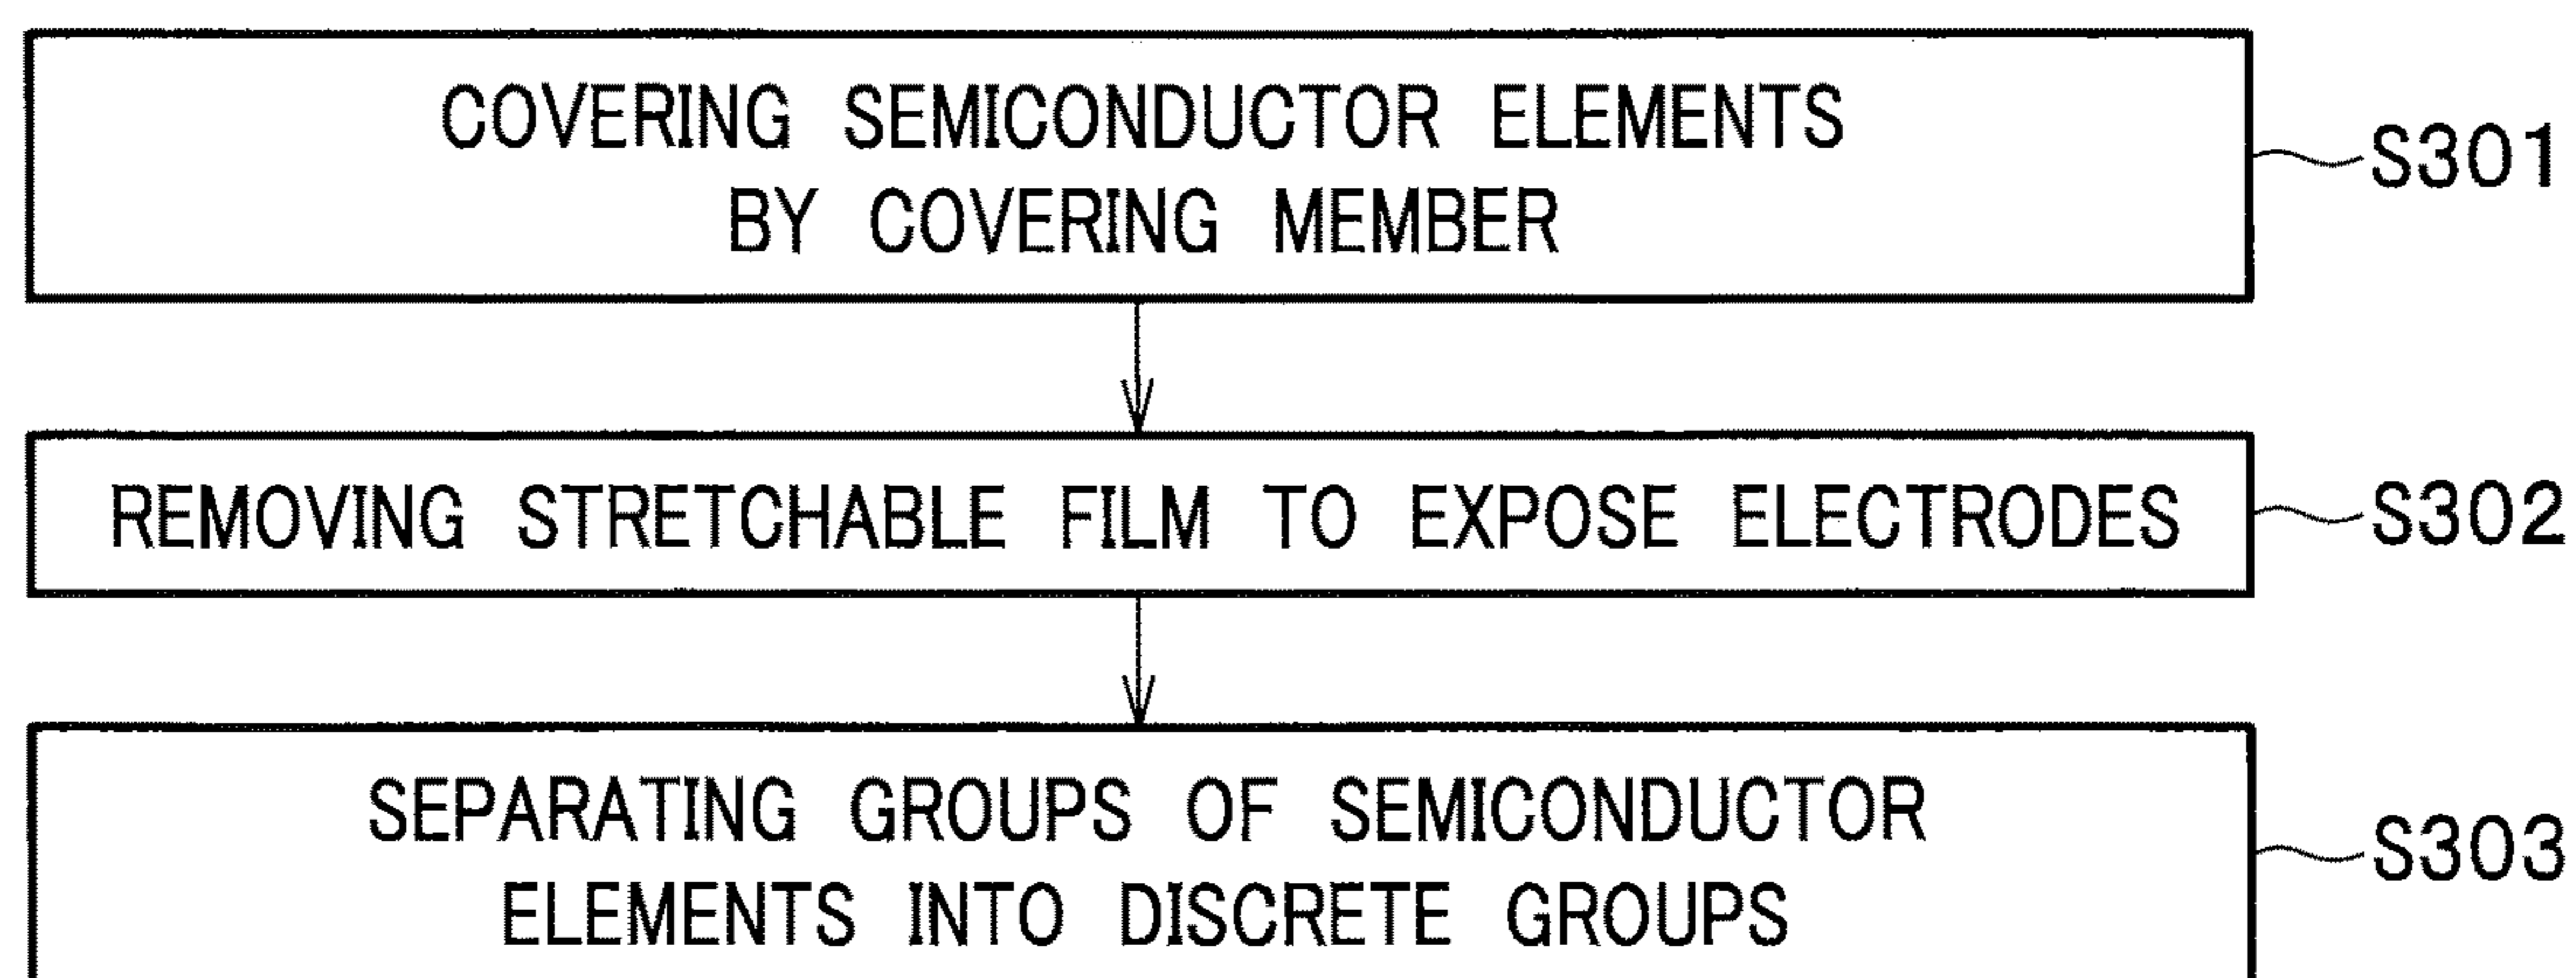 COVERING SEMICONDUCTOR ELEMENTS
BY COVERING MEMBER
S301
REMOVING STRETCHABLE FILM TO EXPOSE ELECTRODES
S302
SEPARATING GROUPS OF SEMICONDUCTOR
ELEMENTS INTO DISCRETE GROUPS
S303